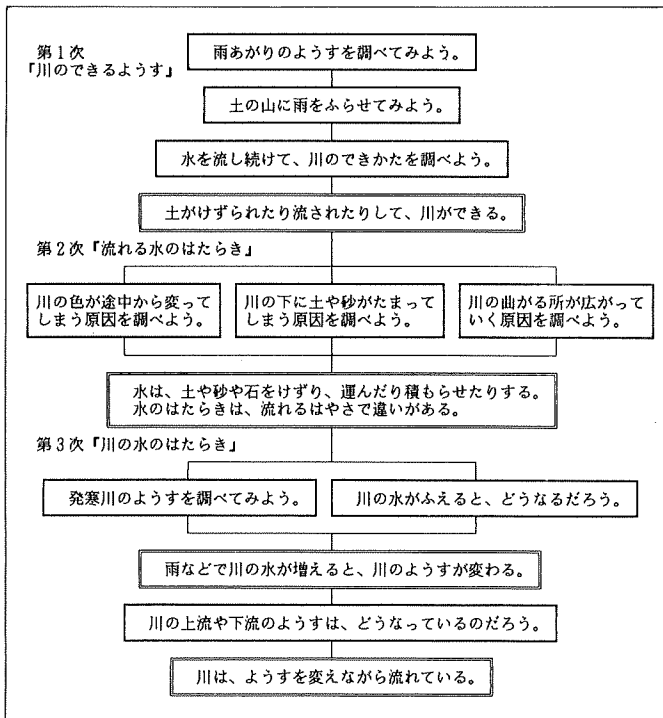 第1次
『川のできるようす』
雨あがりのようすを調べてみよう。
土の山に雨をふらせてみよう。
水を流し続けて、川のできかたを調べよう。
土がけずられたり流されたりして、川ができる。
第2次『流れる水のはたらき』
川の色が途中から変って
しまう原因を調べよう。
川の下に土や砂がたまって
しまう原因を調べよう。
川の曲がる所が広がって
いく原因を調べよう。
水は、土や砂や石をけずり、運んだり積もらせたりする。
水のはたらきは、流れるはやさで違いがある。
第3次『川の水のはたらき』
発寒川のようすを調べてみよう。
川の水がふえると、どうなるだろう。
雨などで川の水が増えると、川のようすが変わる。
川の上流や下流のようすは、どうなっているのだろう。
川は、ようすを変えながら流れている。